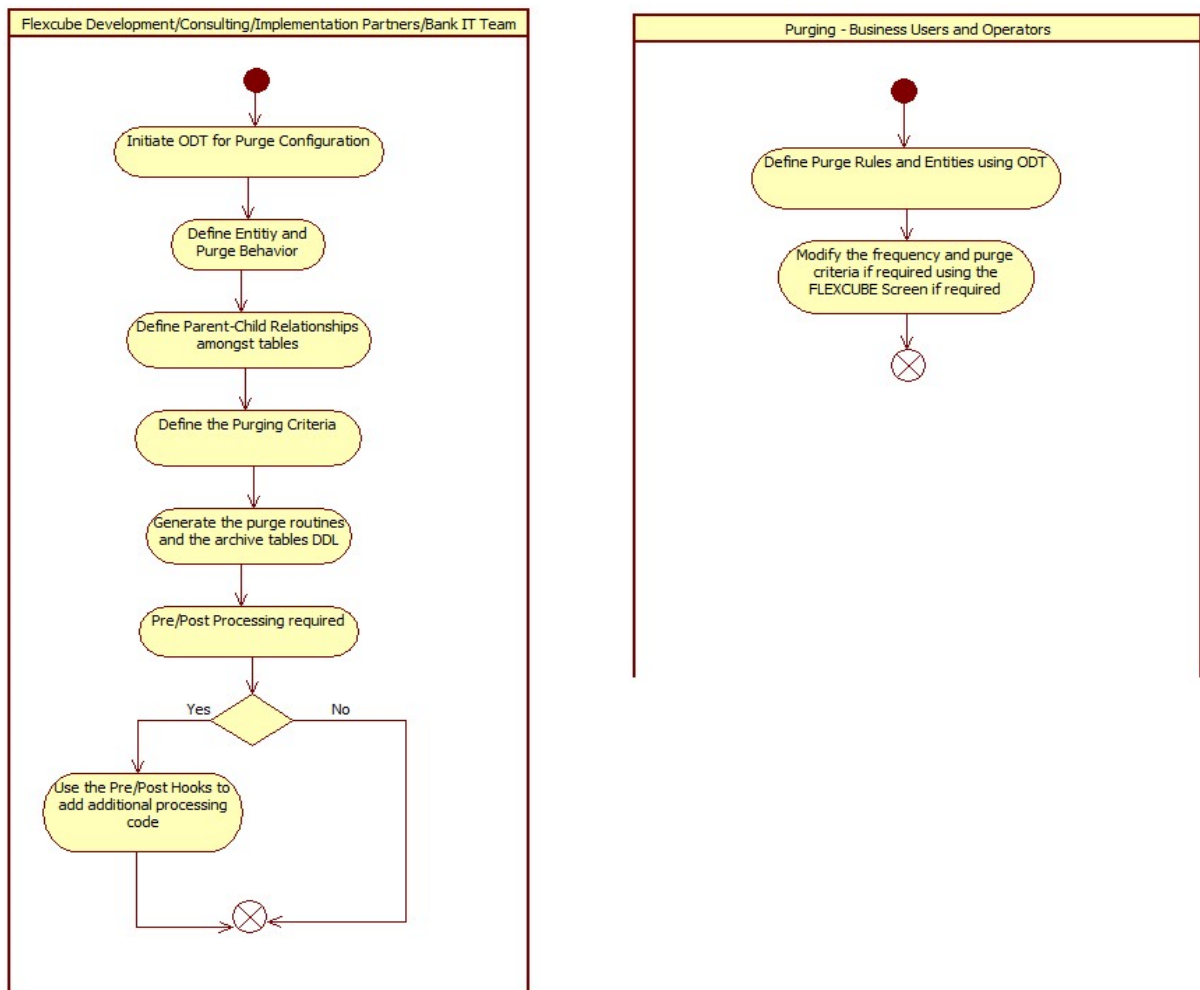 Flexcube Development/Consulting/Implementation Partners/Bank IT Team
Initiate ODT for Purge Configuration
Define Entitiy and
Purge Behavior
Define Parent-Child Relationships
amongst tables
Define the Purging Criteria
Generate the purge routines
and the archive tables DDL
Pre/Post Processing required
Yes
No
Use the Pre/Post Hooks to
add additional processing
code
Purging - Business Users and Operators
Define Purge Rules and Entities using ODT
Modify the frequency and purge
criteria if required using the
FLEXCUBE Screen if required